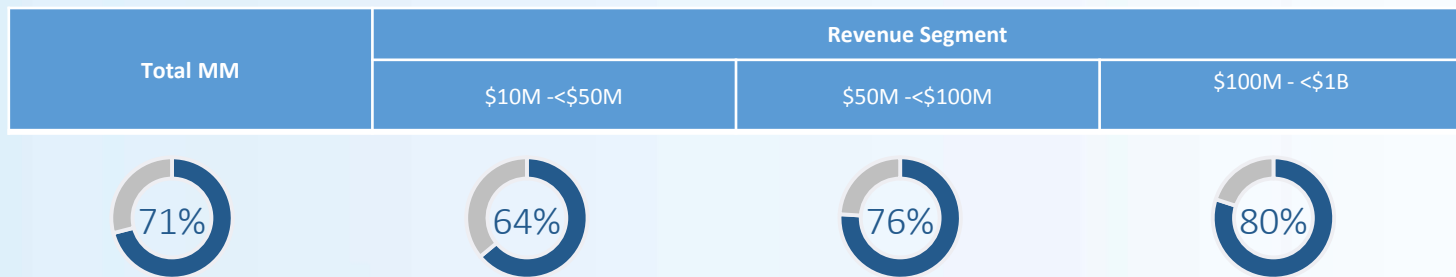 Revenue Segment
Total MM
$10M -<$50M
$50M -<$100M
$100M - <$1B
71%
64%
76%
80%